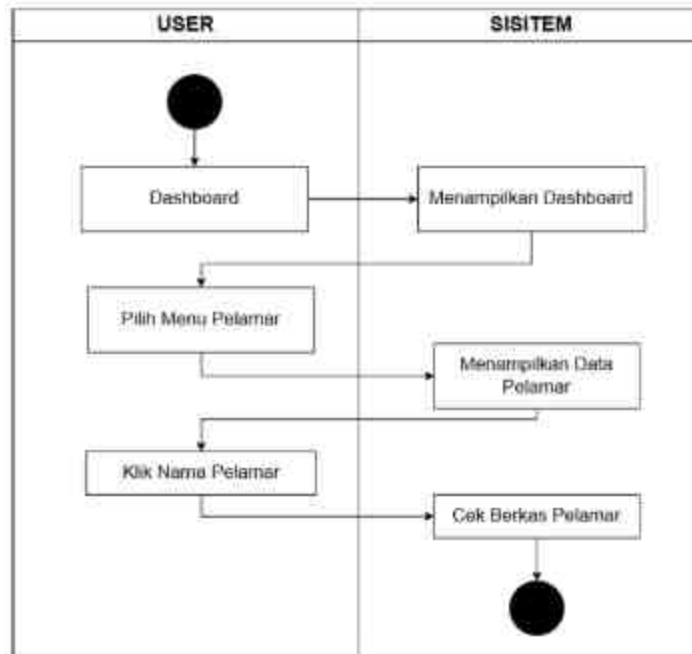 USER
SISITEM
Dashboard
Menampilkan Dashboard
Pilih Menu Pelamar
Menampilkan Data
Pelamar
Klik Nama Pelamar
Cek Berkas Pelamar